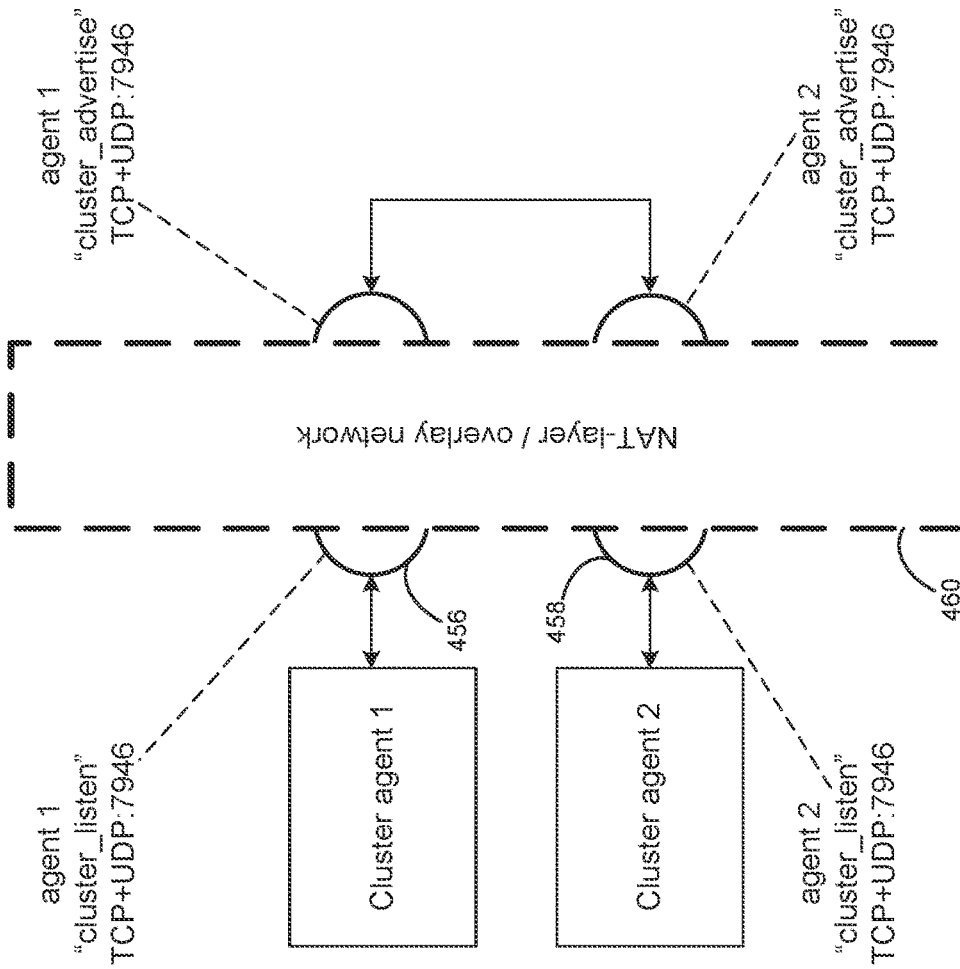 agent 1
“cluster_listen”
TCP+UDP:7946
agent 1
“cluster_advertise”
TCP+UDP:7946
Cluster agent 1
456
NAT-layer / overlay network
Cluster agent 2
458
agent 2
“cluster_listen”
TCP+UDP:7946
agent 2
“cluster_advertise”
TCP+UDP:7946
460